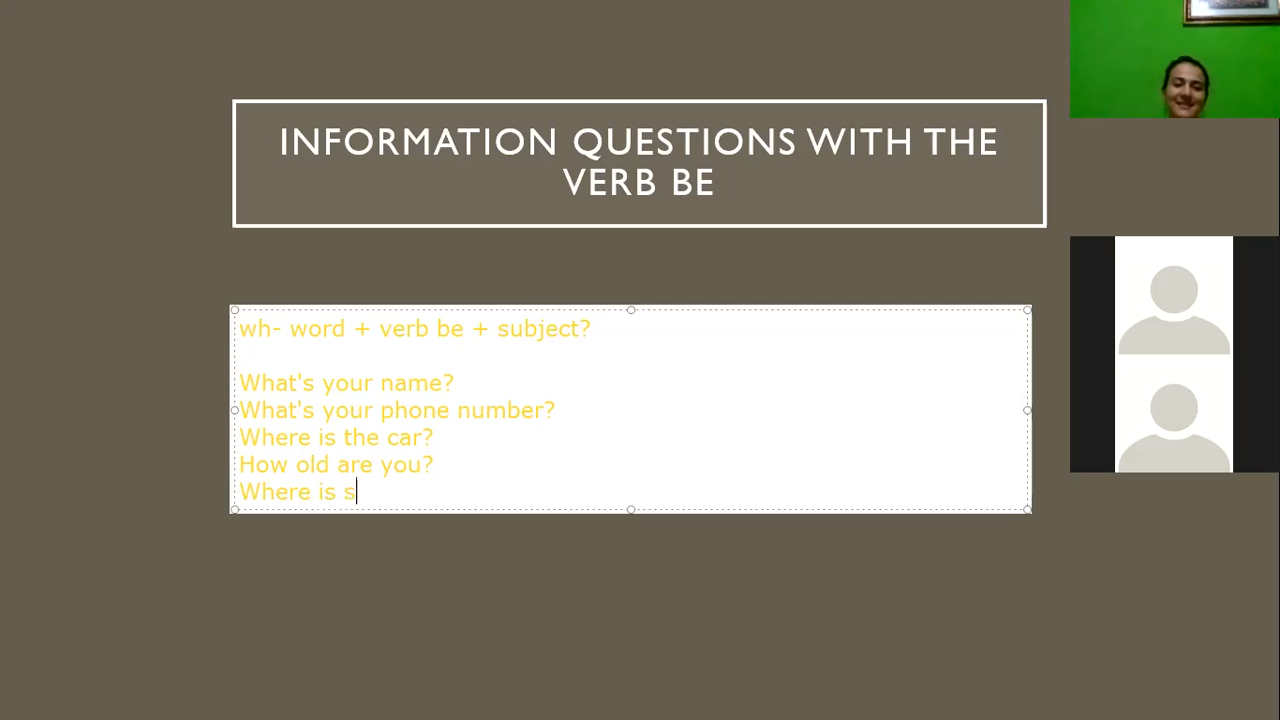 INFORMATION QUESTIONS WITH THE
VERB BE
wh- word + verb be + subject?
What's your name?
What's your phone number?
Where is the car?
How old are you?
Where is s